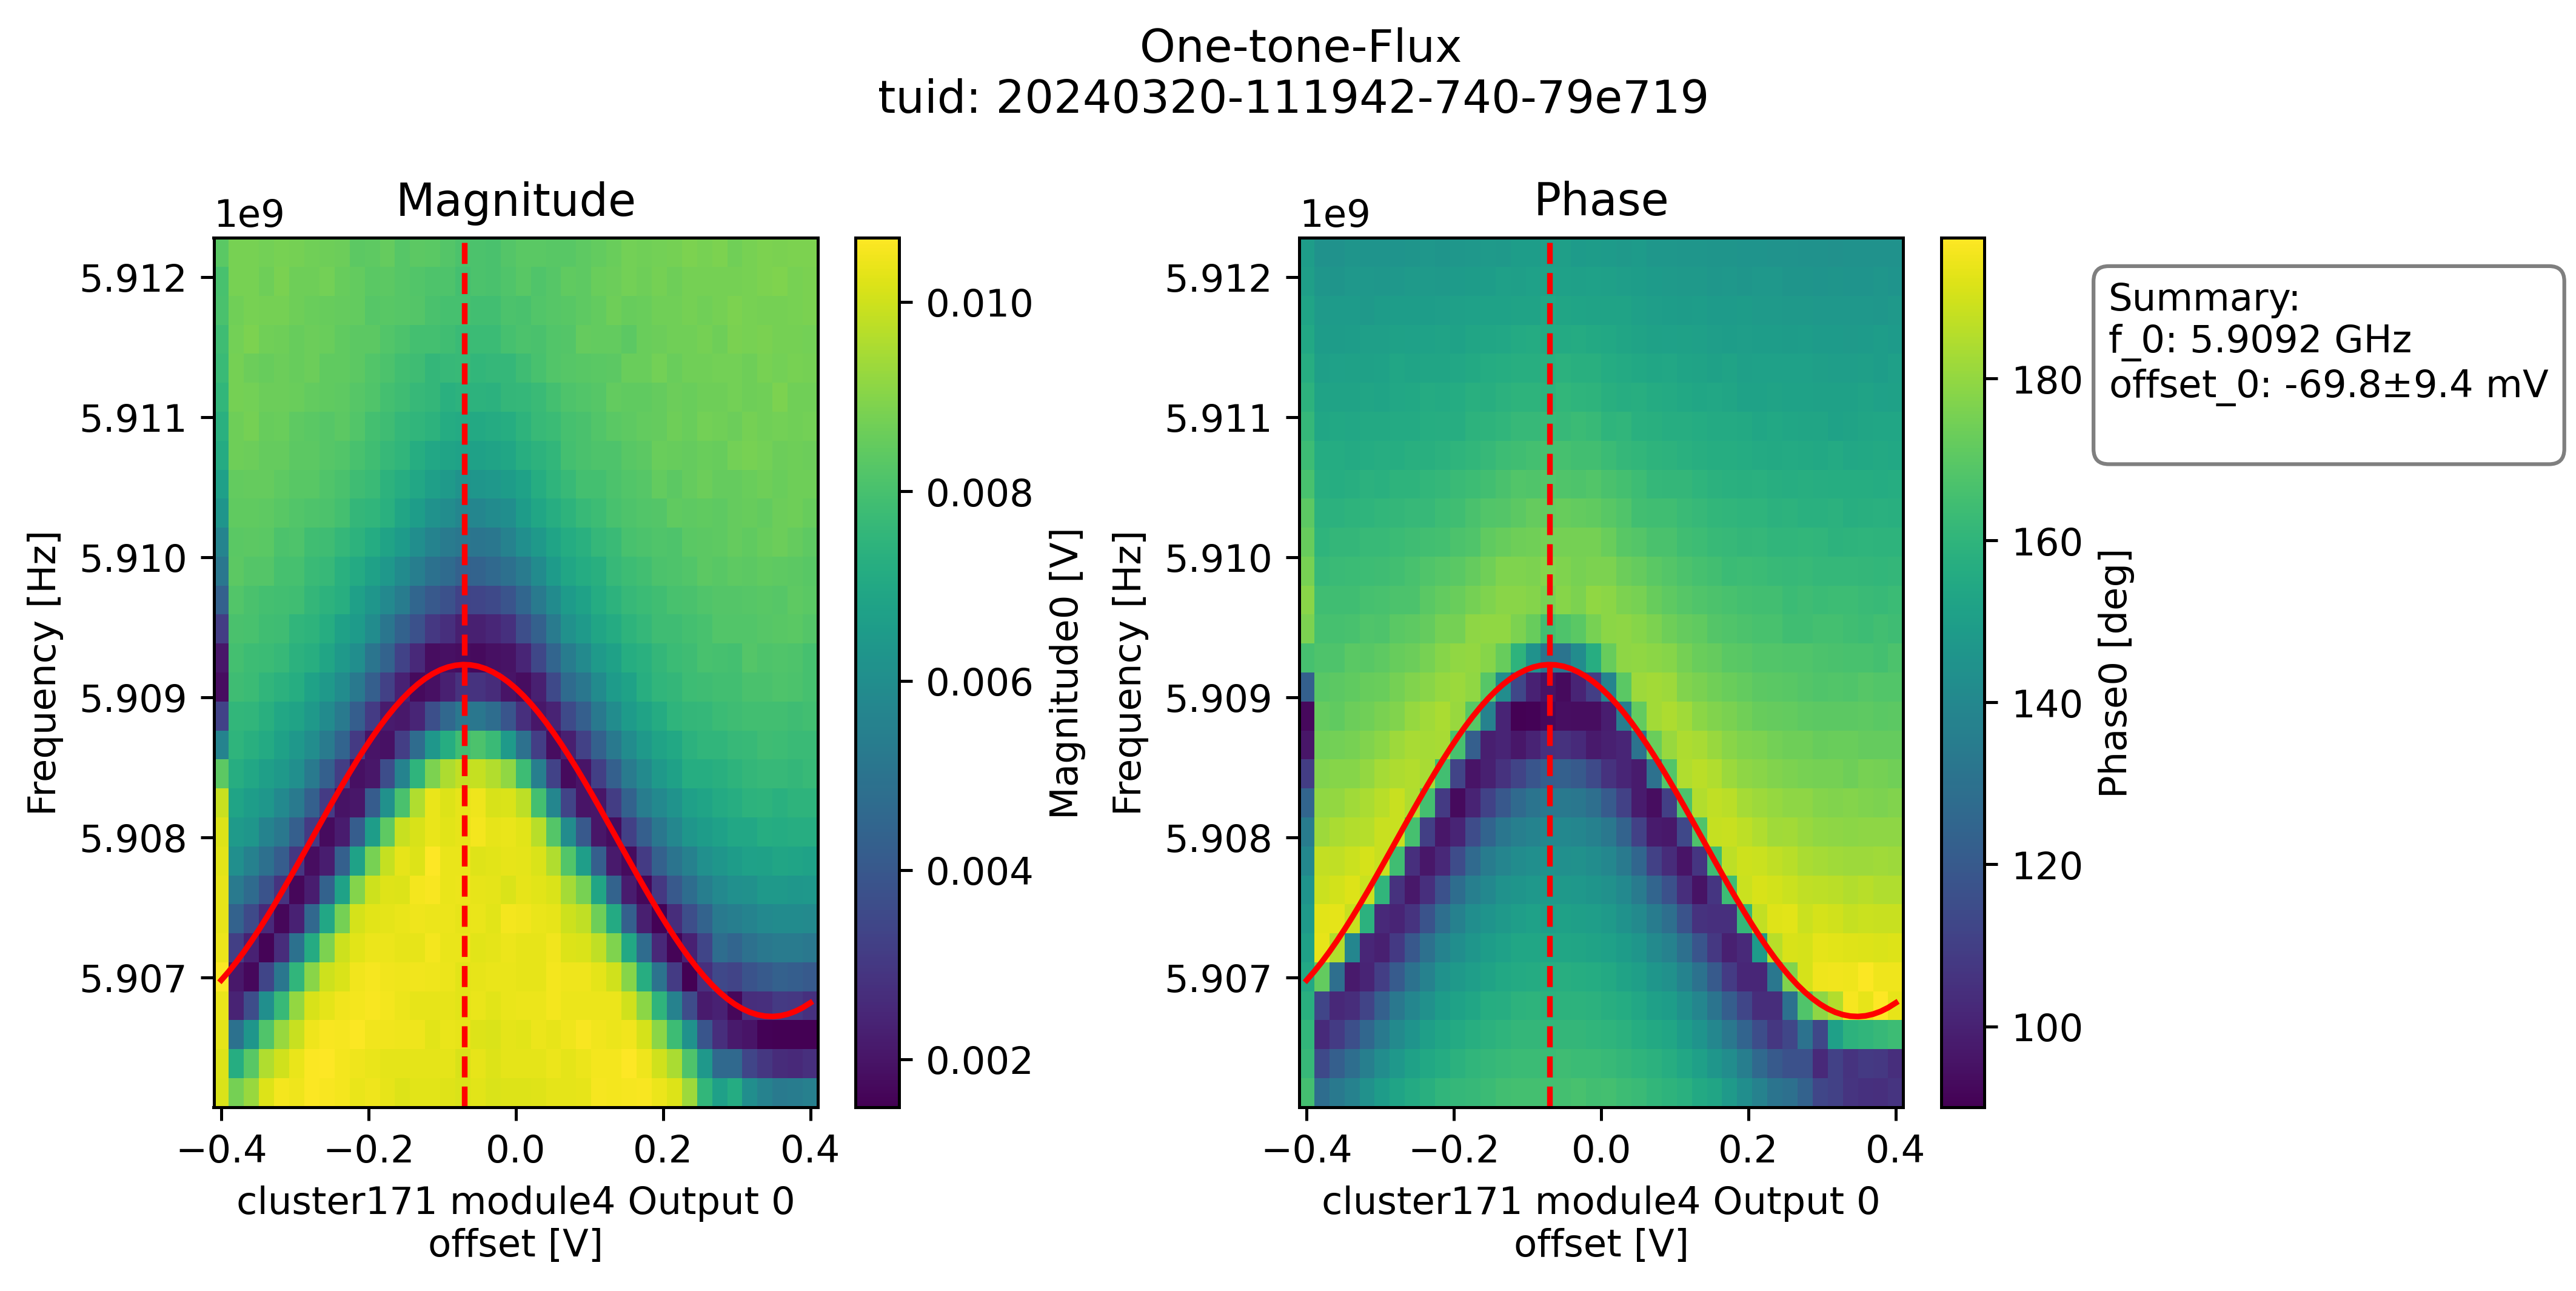 One-tone-Flux
tuid: 20240320-111942-740-79e719
Magnitude
1e9
5.912
5.911
5.910
5.909
5.908
5.907
Frequency [Hz]
−0.4
−0.2
0.0
0.2
0.4
cluster171 module4 Output 0
offset [V]
0.010
0.008
0.006
0.004
0.002
Magnitude0 [V]
Phase
1e9
5.912
5.911
5.910
5.909
5.908
5.907
Frequency [Hz]
−0.4
−0.2
0.0
0.2
0.4
cluster171 module4 Output 0
offset [V]
180
160
140
120
100
Phase0 [deg]
Summary:
f_0: 5.9092 GHz
offset_0: -69.8±9.4 mV